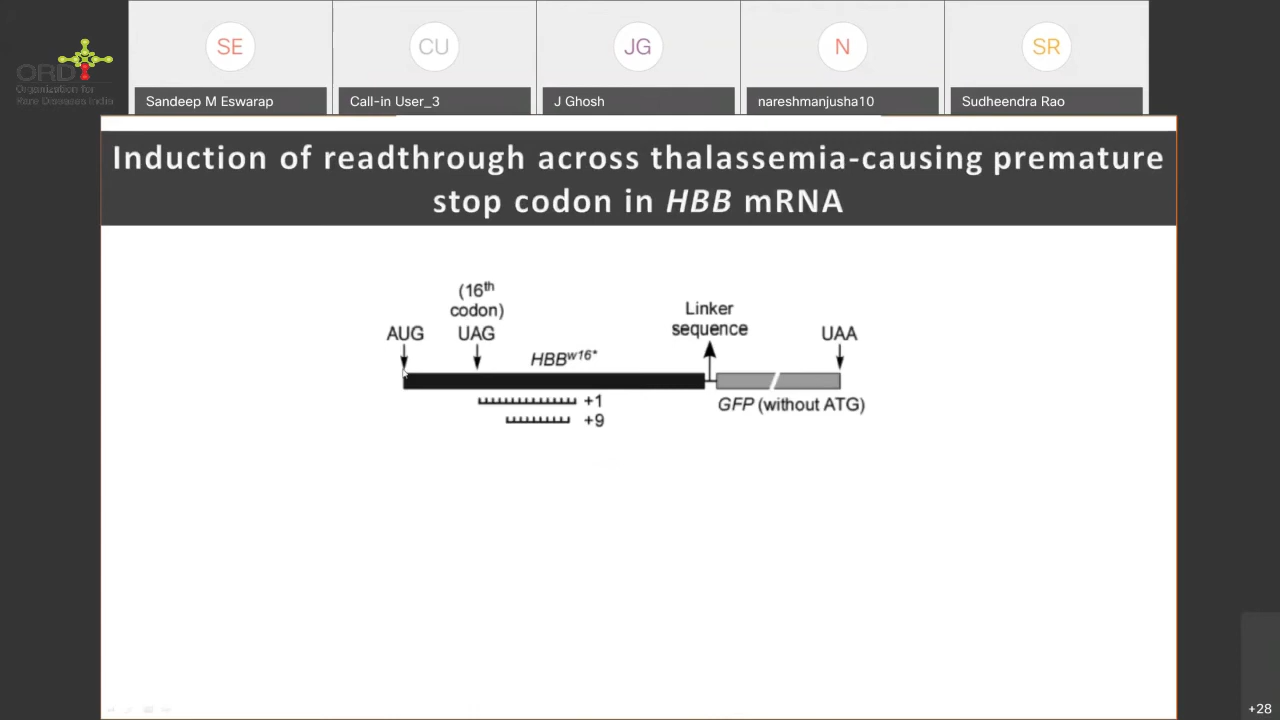 ORDI
Organization for
Rare Diseases India
SE
CU
JG
N
SR
Sandeep M Eswarap
Call-in User_3
J Ghosh
nareshmanjusha10
Sudheendra Rao
Induction of readthrough across thalassemia-causing premature
stop codon in HBB mRNA
(16th
codon)
AUG
UAG
HBBw16*
Linker
sequence
UAA
+1
+9
GFP (without ATG)
+28